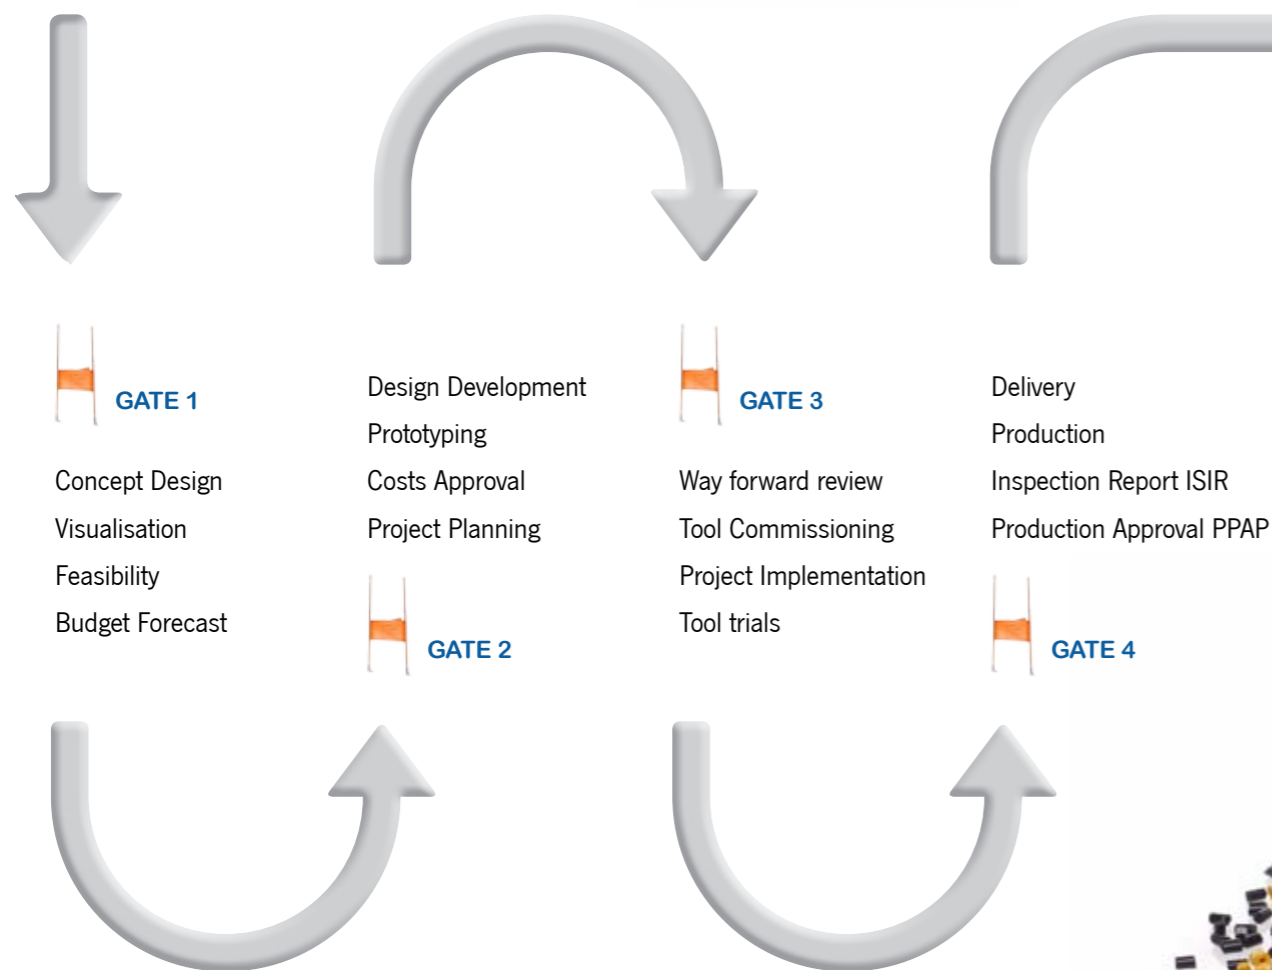 GATE 1
Concept Design
Visualisation
Feasibility
Budget Forecast
Design Development
Prototyping
Costs Approval
Project Planning
GATE 2
GATE 3
Way forward review
Tool Commissioning
Project Implementation
Tool trials
Delivery
Production
Inspection Report ISIR
Production Approval PPAP
GATE 4